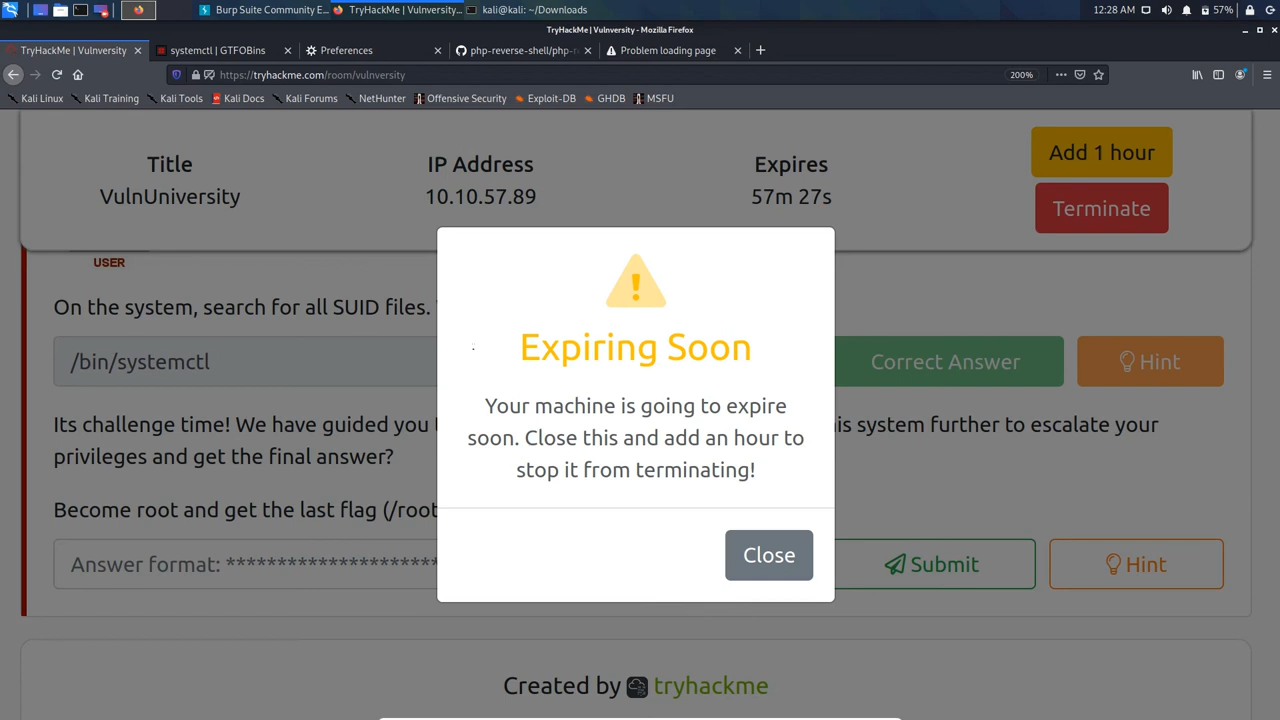 Burp Suite Community E...
TryHackMe | Vulnversity...
kali@kali: ~/Downloads
12:28 AM
57%
TryHackMe | Vulnversity - Mozilla Firefox
TryHackMe | Vulnversity
systemctl | GTFOBins
Preferences
php-reverse-shell/php-re
Problem loading page
https://tryhackme.com/room/vulnversity
200%
Kali Linux
Kali Training
Kali Tools
Kali Docs
Kali Forums
NetHunter
Offensive Security
Exploit-DB
GHDB
MSFU
Title
IP Address
Expires
Add 1 hour
VulnUniversity
10.10.57.89
57m 27s
Terminate
USER
On the system, search for all SUID files.
/bin/systemctl
Correct Answer
Hint
Its challenge time! We have guided you
is system further to escalate your
privileges and get the final answer?
Become root and get the last flag (/root
Answer format: ******************
Submit
Hint
Expiring Soon
Your machine is going to expire
soon. Close this and add an hour to
stop it from terminating!
Close
Created by tryhackme